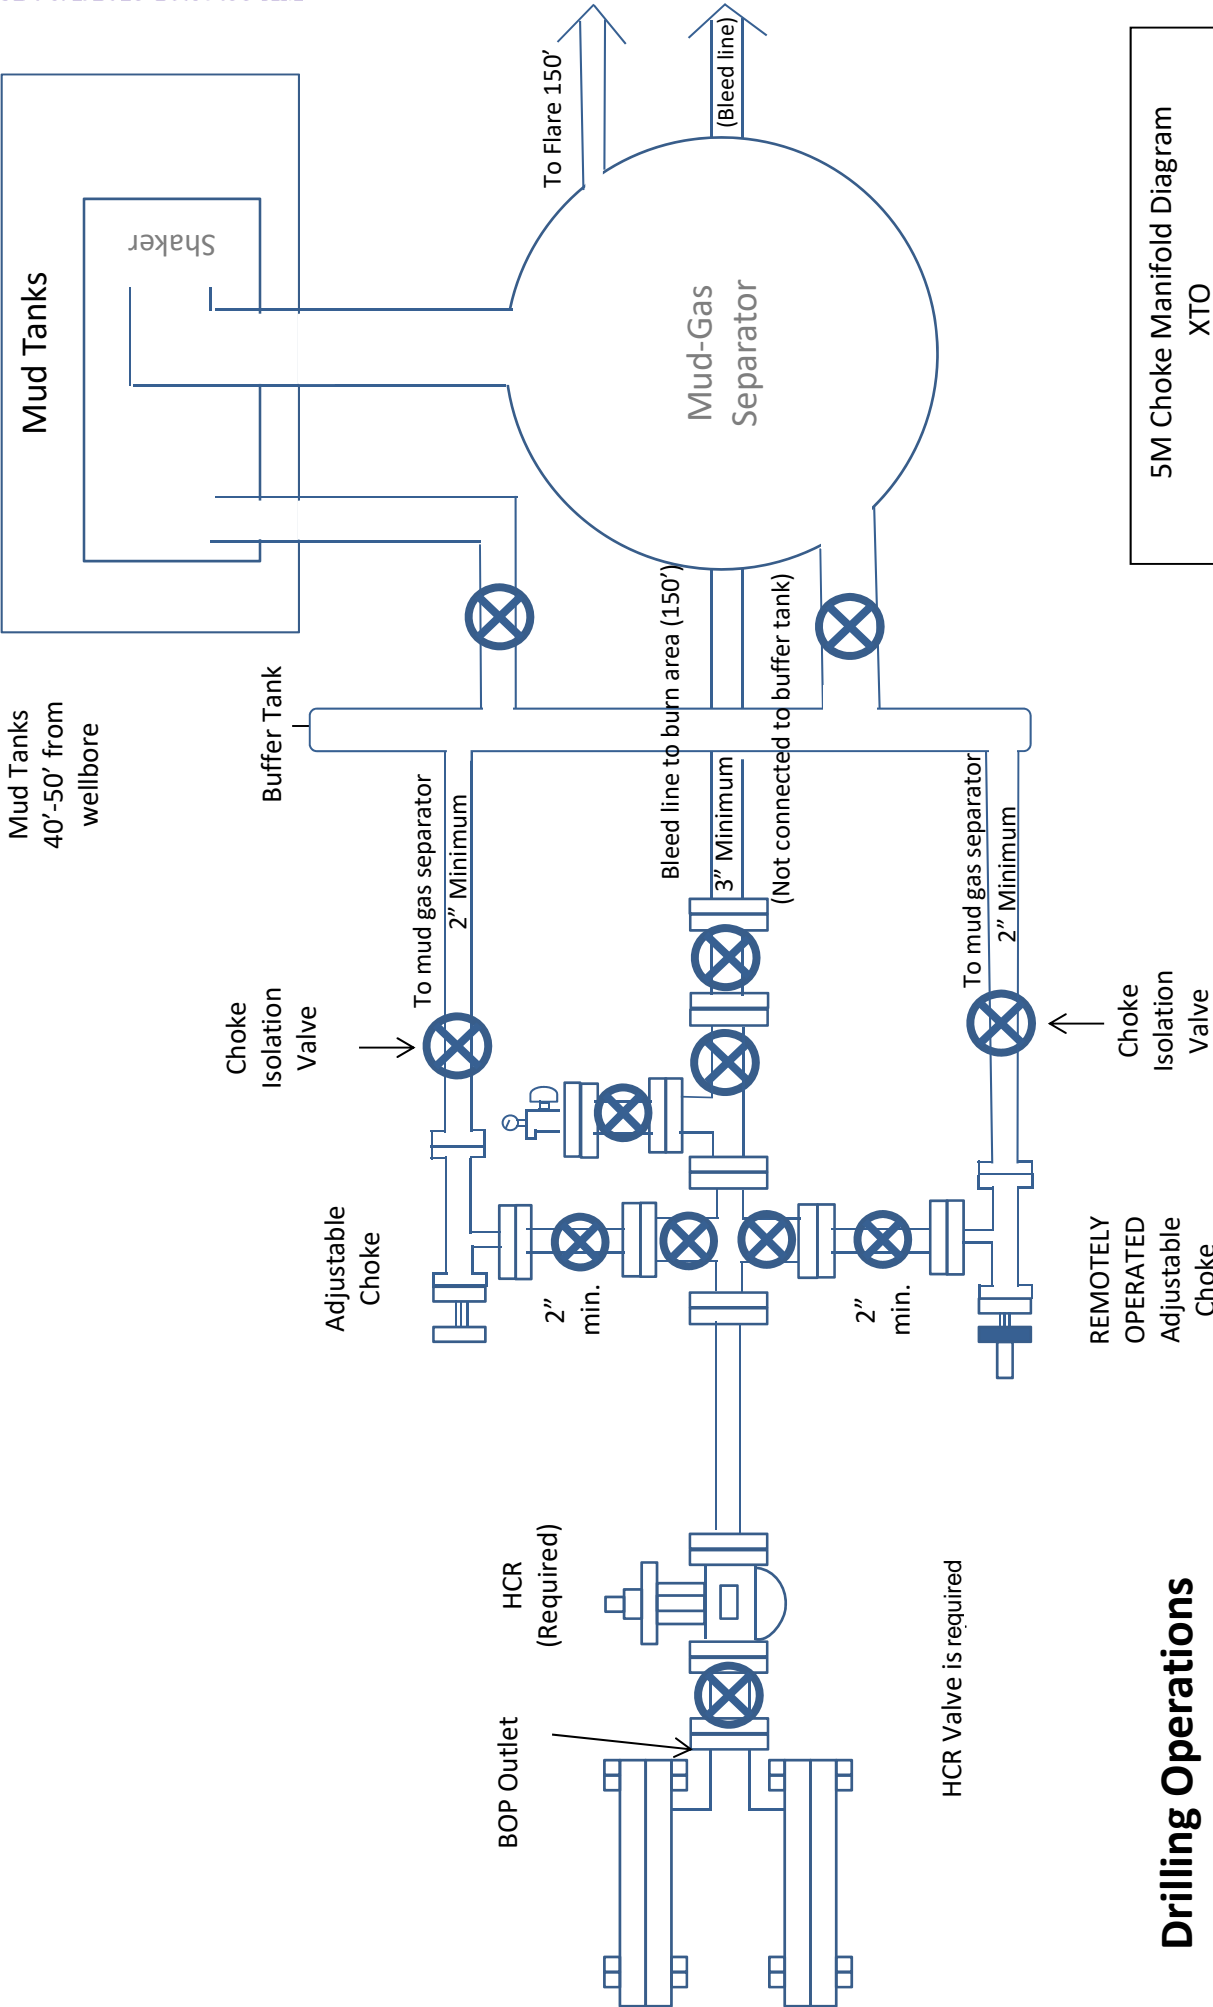 Drilling Operations
5M Choke Manifold Diagram
XTO
Mud Tanks
40’-50’ from
wellbore
Mud Tanks
Shaker
Buffer Tank
Choke
Isolation
Valve
Adjustable
Choke
To mud gas separator
2” Minimum
To Flare 150’
(Bleed line)
Mud-Gas
Separator
Bleed line to burn area (150’)
3” Minimum
(Not connected to buffer tank)
HCR
(Required)
BOP Outlet
2”
min.
2”
min.
To mud gas separator
2” Minimum
HCR Valve is required
REMOTELY
OPERATED
Adjustable
Choke
Choke
Isolation
Valve